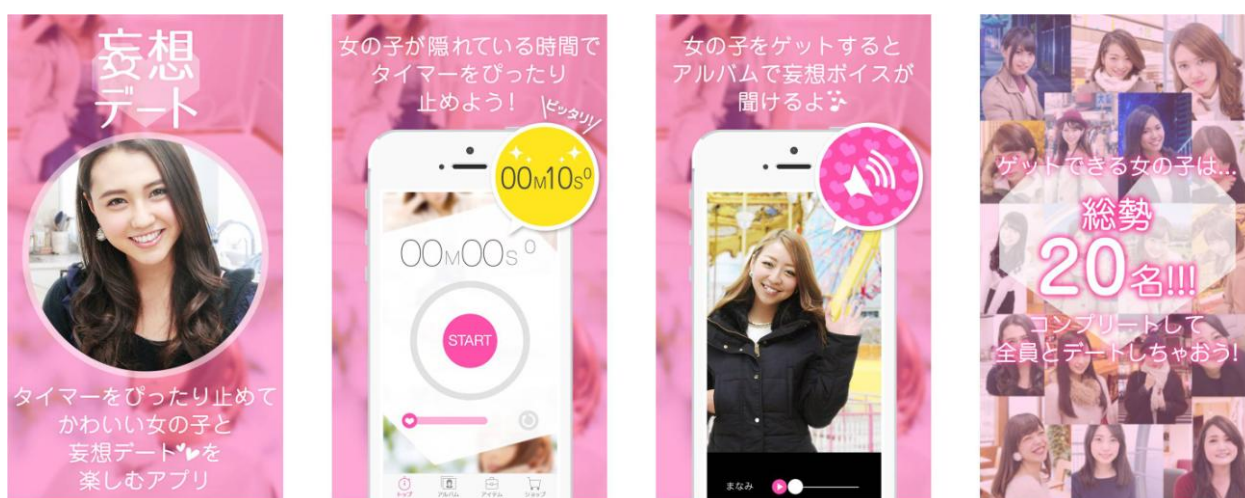 妄想
デート
タイマーをぴったり止めて
かわいい女の子と
妄想デート💕を
楽しむアプリ
女の子が隠れている時間で
タイマーをぴったり
止めよう!
ピッタリ!
00M10S0
00M00S0
START
トップ
アルバム
アイテム
ショップ
女の子をゲットすると
アルバムで妄想ボイスが
聞けるよ
まなみ
ゲットできる女の子は...
総勢
20名!!!
コンプリートして
全員とデートしちゃおう!